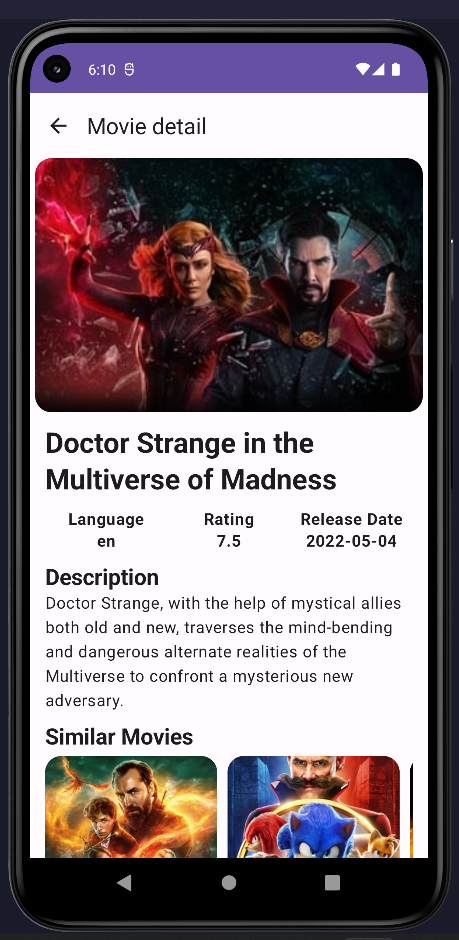 6:10
Movie detail
Doctor Strange in the
Multiverse of Madness
Language Rating Release Date
en 7.5 2022-05-04
Description
Doctor Strange, with the help of mystical allies
both old and new, traverses the mind-bending
and dangerous alternate realities of the
Multiverse to confront a mysterious new
adversary.
Similar Movies